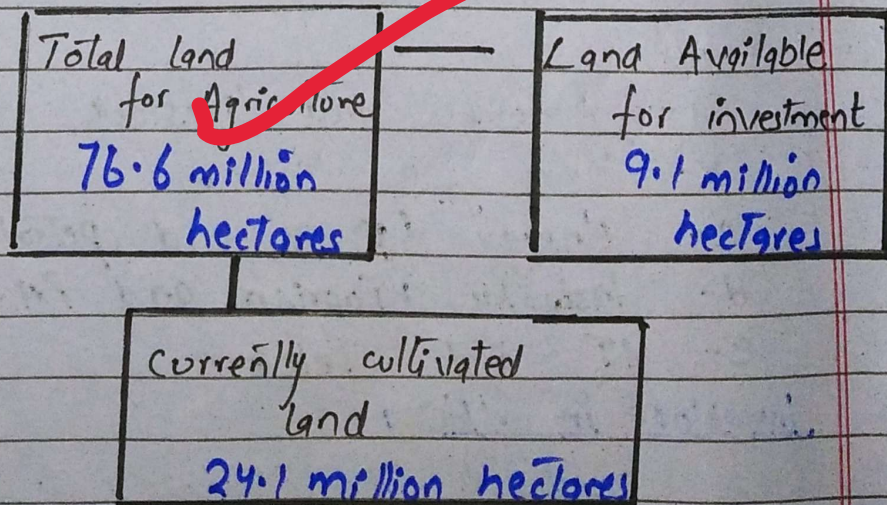 Total land
for Agriculture
76.6 million
hectares
Land Available
for investment
9.1 million
hectares
Currenlly cultivated
land
24.1 million hectares